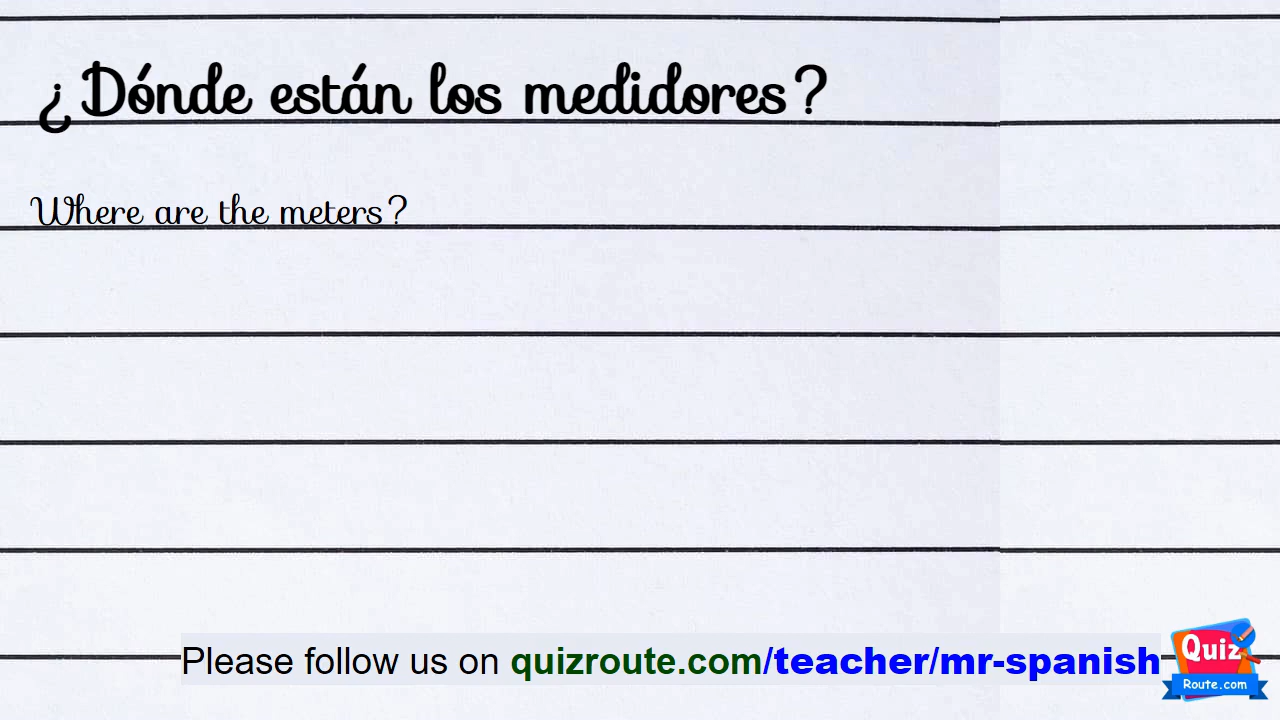 ¿Dónde están los medidores?
Where are the meters?
Please follow us on quizroute.com/teacher/mr-spanish
Quiz
Route.com